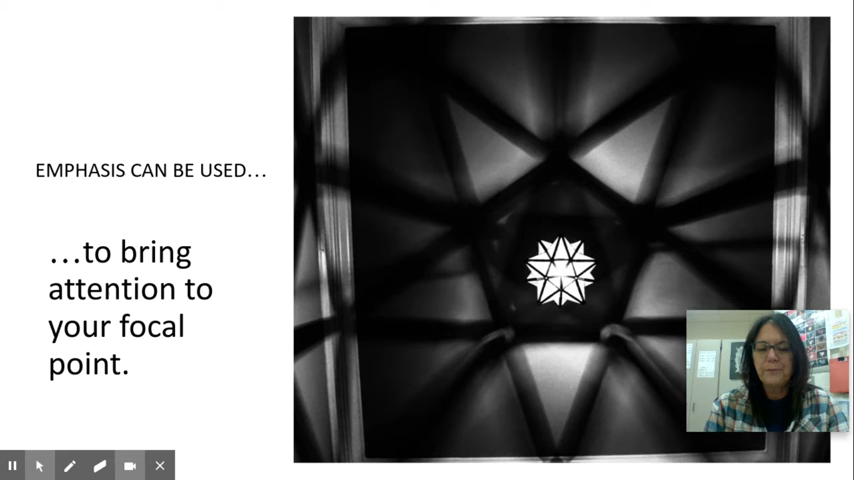 EMPHASIS CAN BE USED…
…to bring
attention to
your focal
point.